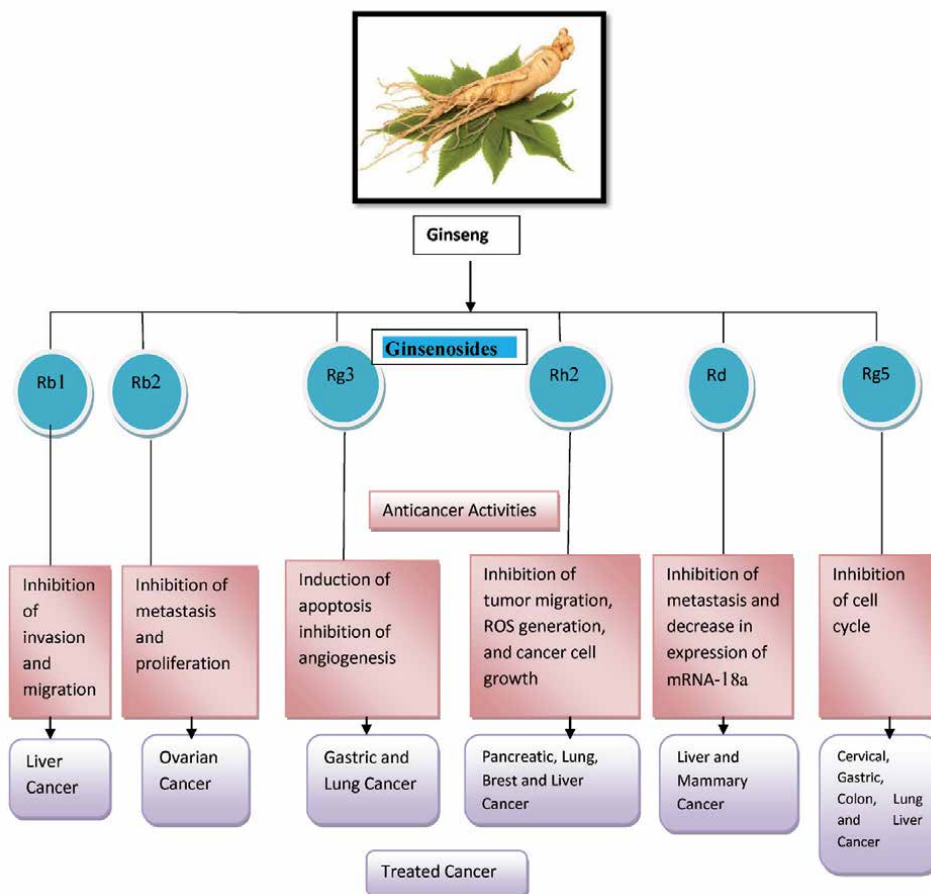 Ginseng
Ginsenosides
Rb1
Rb2
Rg3
Rh2
Rd
Rg5
Anticancer Activities
Inhibition
of
invasion
and
migration
Inhibition of
metastasis
and
proliferation
Induction of
apoptosis
inhibition of
angiogenesis
Inhibition of
tumor migration,
ROS generation,
and cancer cell
growth
Inhibition of
metastasis and
decrease in
expression of
mRNA-18a
Inhibition
of cell
cycle
Liver
Cancer
Ovarian
Cancer
Gastric and
Lung Cancer
Pancreatic, Lung,
Brest and Liver
Cancer
Liver and
Mammary
Cancer
Cervical,
Gastric,
Colon, Lung
and Liver
Cancer
Treated Cancer